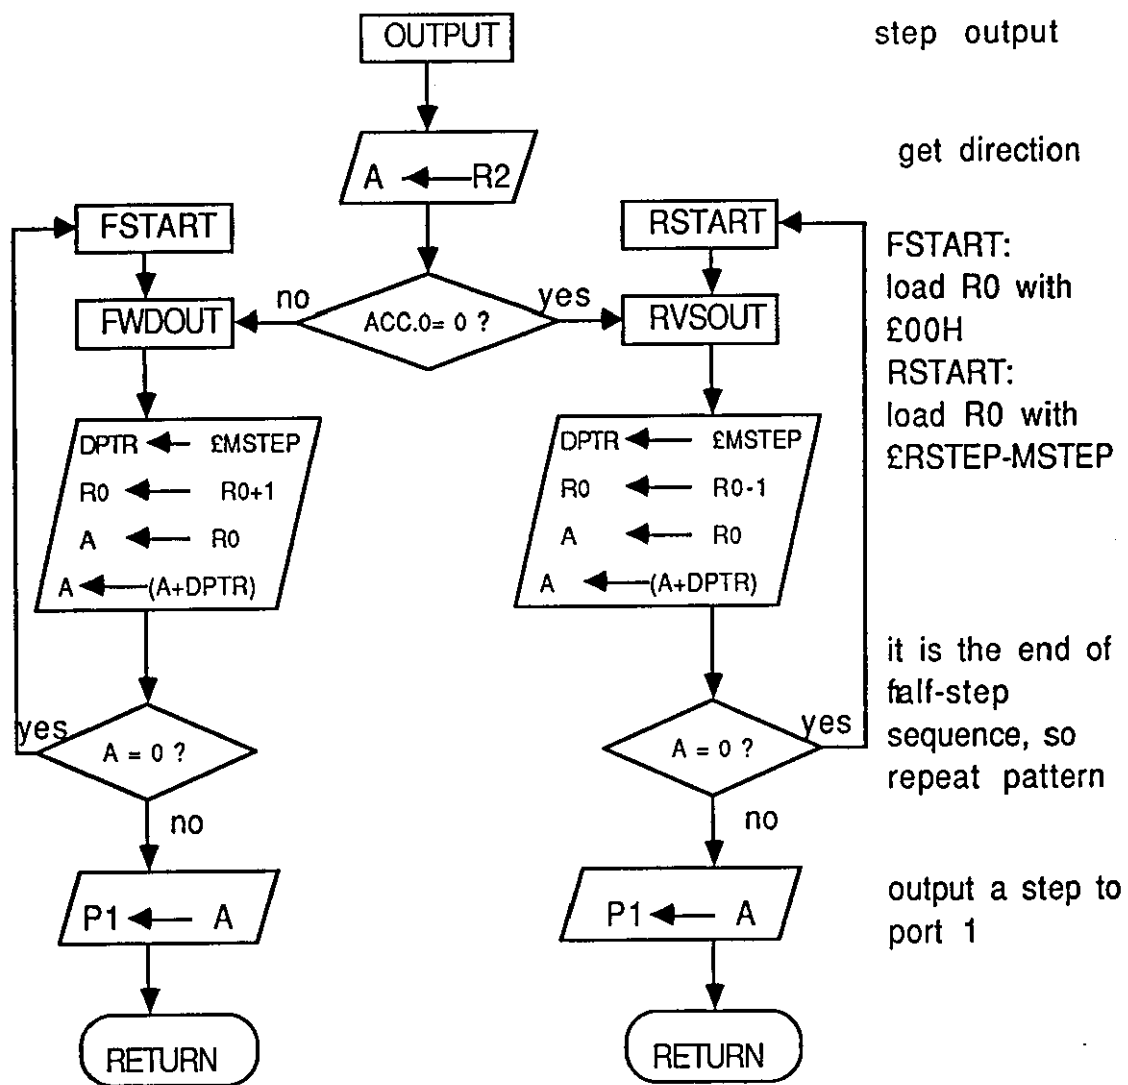 OUTPUT
step output
A ← R2
get direction
FSTART
RSTART
FSTART:
load R0 with
£00H
RSTART:
load R0 with
£RSTEP-MSTEP
no
yes
FWDOUT
ACC.0= 0 ?
RVSOUT
DPTR ← £MSTEP
R0 ← R0+1
A ← R0
A ← (A+DPTR)
DPTR ← £MSTEP
R0 ← R0-1
A ← R0
A ← (A+DPTR)
it is the end of
half-step
sequence, so
repeat pattern
yes
A = 0 ?
A = 0 ?
yes
no
no
P1 ← A
P1 ← A
output a step to
port 1
RETURN
RETURN